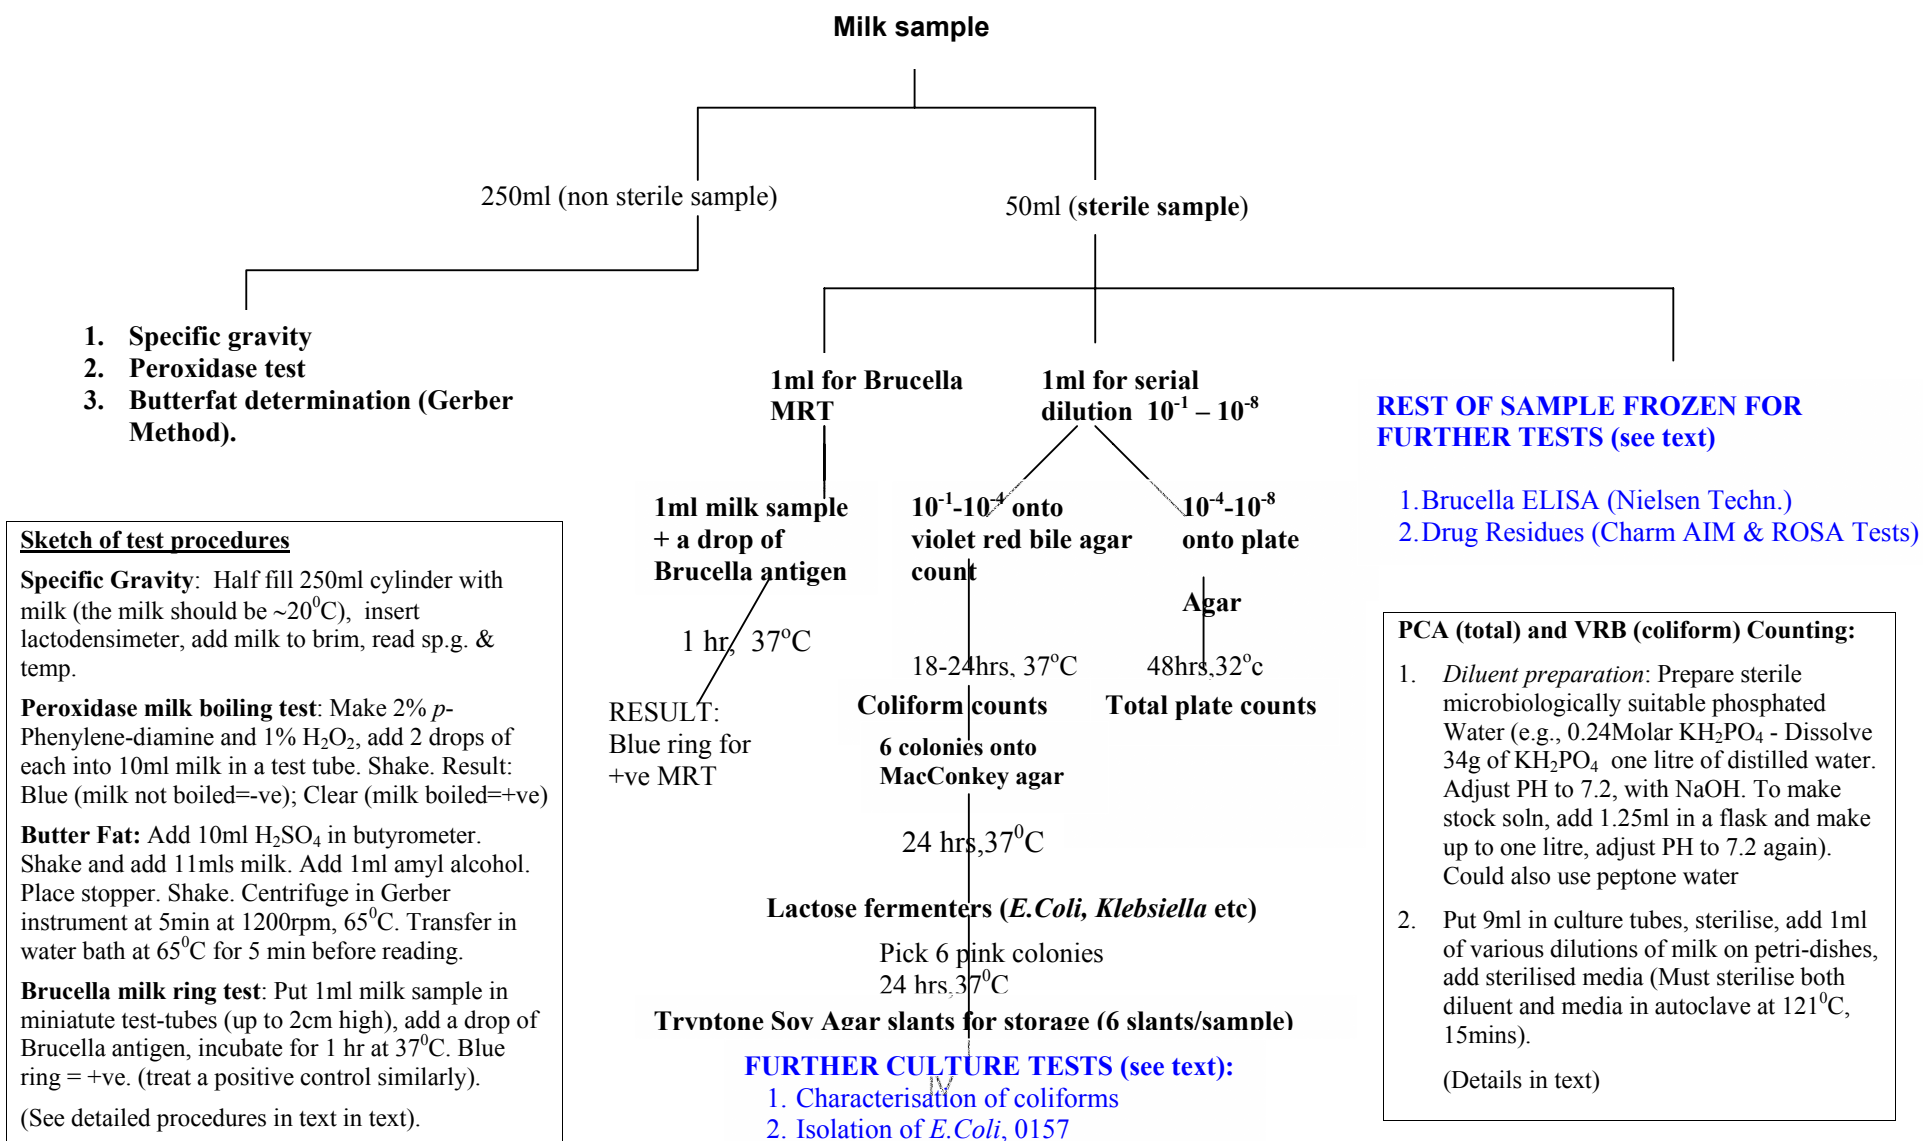 Milk sample
250ml (non sterile sample)
50ml (sterile sample)
1. Specific gravity
2. Peroxidase test
3. Butterfat determination (Gerber
Method).
1ml for Brucella
MRT
1ml for serial
dilution 10⁻¹ – 10⁻⁸
REST OF SAMPLE FROZEN FOR
FURTHER TESTS (see text)
1.Brucella ELISA (Nielsen Techn.)
2.Drug Residues (Charm AIM & ROSA Tests)
1ml milk sample
+ a drop of
Brucella antigen
1 hr, 37°C
RESULT:
Blue ring for
+ve MRT
10⁻¹-10⁻⁴ onto
violet red bile agar
count
18-24hrs, 37°C
Coliform counts
6 colonies onto
MacConkey agar
24 hrs,37⁰C
10⁻⁴-10⁻⁸
onto plate
Agar
48hrs,32°c
Total plate counts
Lactose fermenters (E.Coli, Klebsiella etc)
Pick 6 pink colonies
24 hrs,37⁰C
Tryptone Soy Agar slants for storage (6 slants/sample)
FURTHER CULTURE TESTS (see text):
1. Characterisation of coliforms
2. Isolation of E.Coli, 0157
Sketch of test procedures
Specific Gravity: Half fill 250ml cylinder with
milk (the milk should be ~20⁰C), insert
lactodensimeter, add milk to brim, read sp.g. &
temp.
Peroxidase milk boiling test: Make 2% p-
Phenylene-diamine and 1% H₂O₂, add 2 drops of
each into 10ml milk in a test tube. Shake. Result:
Blue (milk not boiled=-ve); Clear (milk boiled=+ve)
Butter Fat: Add 10ml H₂SO₄ in butyrometer.
Shake and add 11mls milk. Add 1ml amyl alcohol.
Place stopper. Shake. Centrifuge in Gerber
instrument at 5min at 1200rpm, 65⁰C. Transfer in
water bath at 65⁰C for 5 min before reading.
Brucella milk ring test: Put 1ml milk sample in
miniatute test-tubes (up to 2cm high), add a drop of
Brucella antigen, incubate for 1 hr at 37⁰C. Blue
ring = +ve. (treat a positive control similarly).
(See detailed procedures in text in text).
PCA (total) and VRB (coliform) Counting:
1. Diluent preparation: Prepare sterile
microbiologically suitable phosphated
Water (e.g., 0.24Molar KH₂PO₄ - Dissolve
34g of KH₂PO₄ one litre of distilled water.
Adjust PH to 7.2, with NaOH. To make
stock soln, add 1.25ml in a flask and make
up to one litre, adjust PH to 7.2 again).
Could also use peptone water
2. Put 9ml in culture tubes, sterilise, add 1ml
of various dilutions of milk on petri-dishes,
add sterilised media (Must sterilise both
diluent and media in autoclave at 121⁰C,
15mins).
(Details in text)